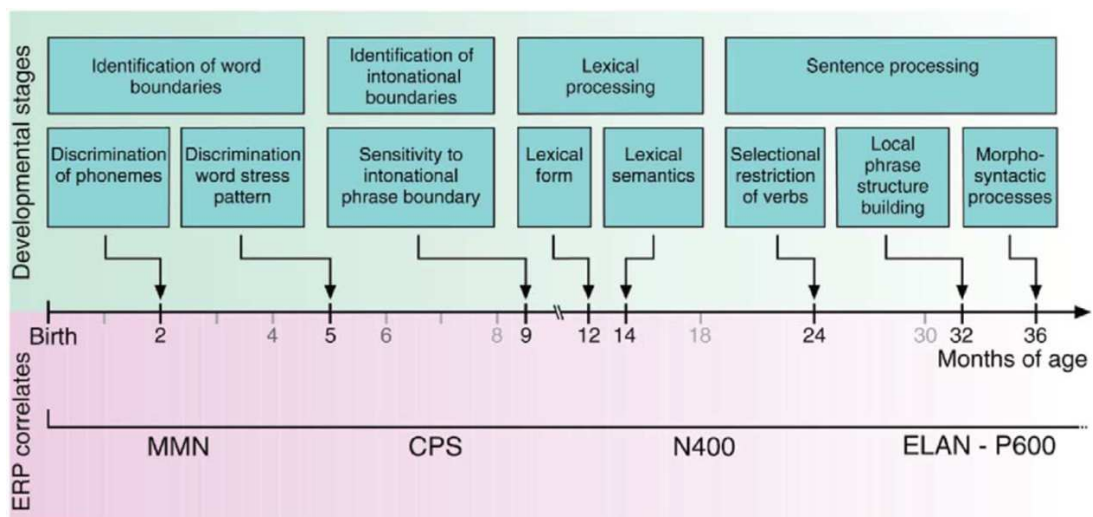 Developmental stages
Identification of word
boundaries
Identification of
intonational
boundaries
Lexical
processing
Sentence processing
Discrimination
of phonemes
Discrimination
word stress
pattern
Sensitivity to
intonational
phrase boundary
Lexical
form
Lexical
semantics
Selectional
restriction
of verbs
Local
phrase
structure
building
Morpho-
syntactic
processes
Birth 2 4 5 6 8 9 12 14 18 24 30 32 36
Months of age
ERP correlates
MMN CPS N400 ELAN - P600